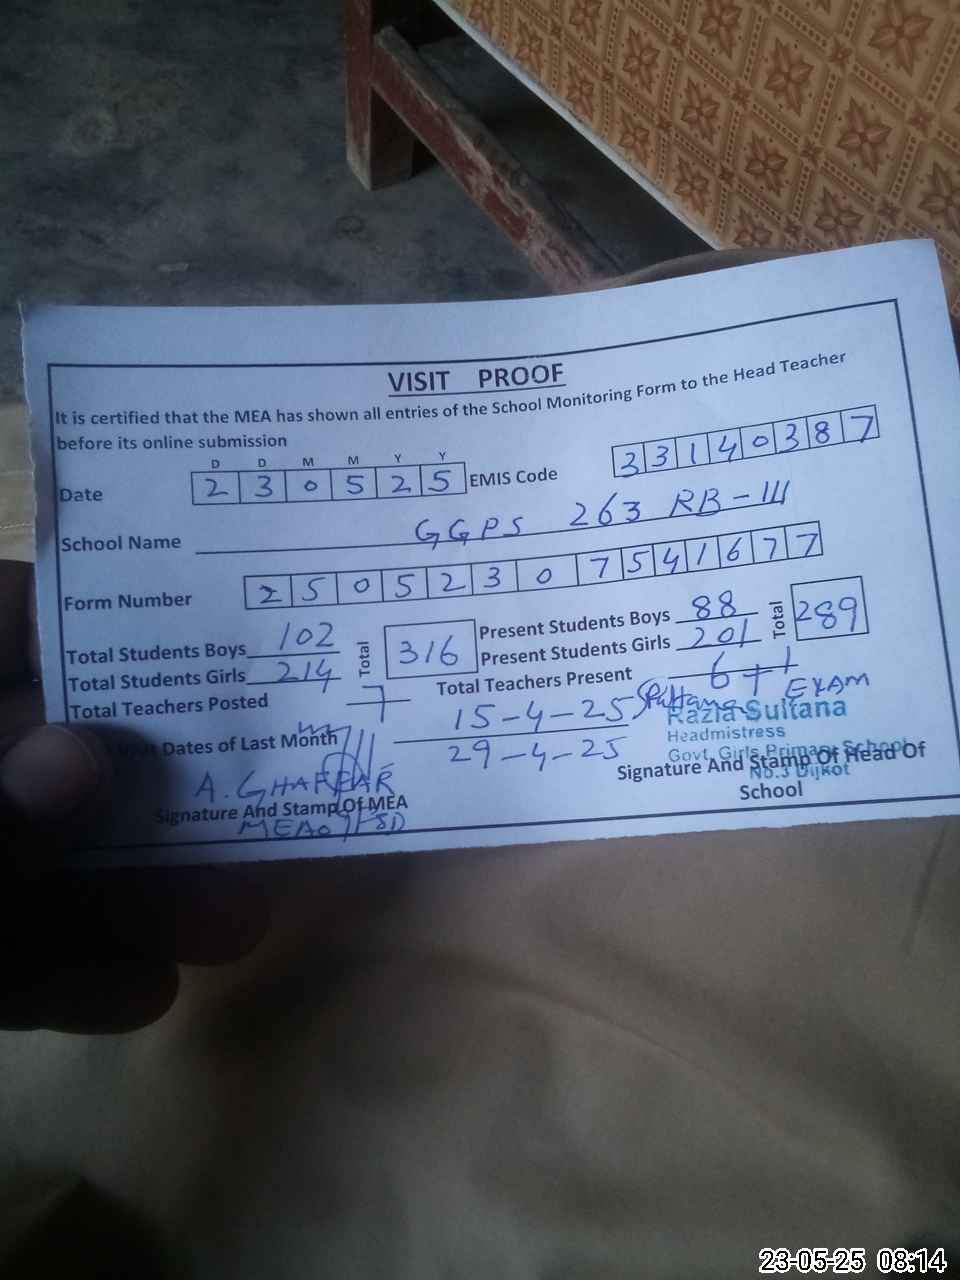 VISIT PROOF
It is certified that the MEA has shown all entries of the School Monitoring Form to the Head Teacher
before its online submission
D D M M Y Y
Date 2 3 0 5 2 5 EMIS Code 3 3 1 4 0 3 8 7
School Name GGPS 263 RB-III
Form Number 2 5 0 5 2 3 0 7 5 4 1 6 7 7
Total Students Boys 102 Total 316 Present Students Boys 88 Total 289
Total Students Girls 214 Present Students Girls 201
Total Teachers Posted 7 Total Teachers Present 6+1 EXAM
Visit Dates of Last Month 15-4-25
29-4-25
Razia Sultana
Headmistress
Govt. Girls Primary School
No.3 Dijkot
A. GHAFFAR
Signature And Stamp Of MEA
Signature And Stamp Of Head Of
School
23-05-25 08:14